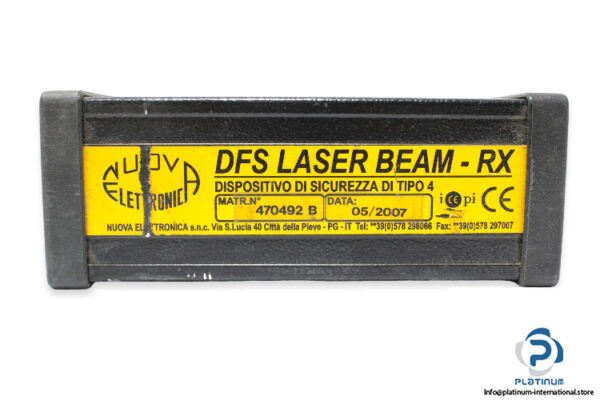 NUOVA
ELETTRONICA
DFS LASER BEAM - RX
DISPOSITIVO DI SICUREZZA DI TIPO 4
MATR.N° 470492 B DATA: 05/2007 ice pi CE
NUOVA ELETTRONICA s.n.c. Via S.Lucia 40 Città della Pieve - PG - IT Tel: **39(0)578 298066 Fax: **39(0)578 297007
PLATINUM
Info@platinum-international.store